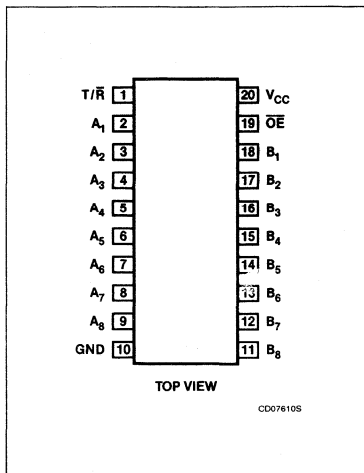 T/R̅ 1 20 VCC
A1 2 19 O̅E̅
A2 3 18 B1
A3 4 17 B2
A4 5 16 B3
A5 6 15 B4
A6 7 14 B5
A7 8 13 B6
A8 9 12 B7
GND 10 11 B8
TOP VIEW
CD07610S